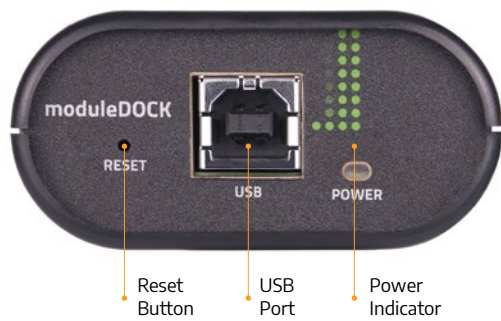 moduleDOCK
RESET
USB
POWER
Reset
Button
USB
Port
Power
Indicator